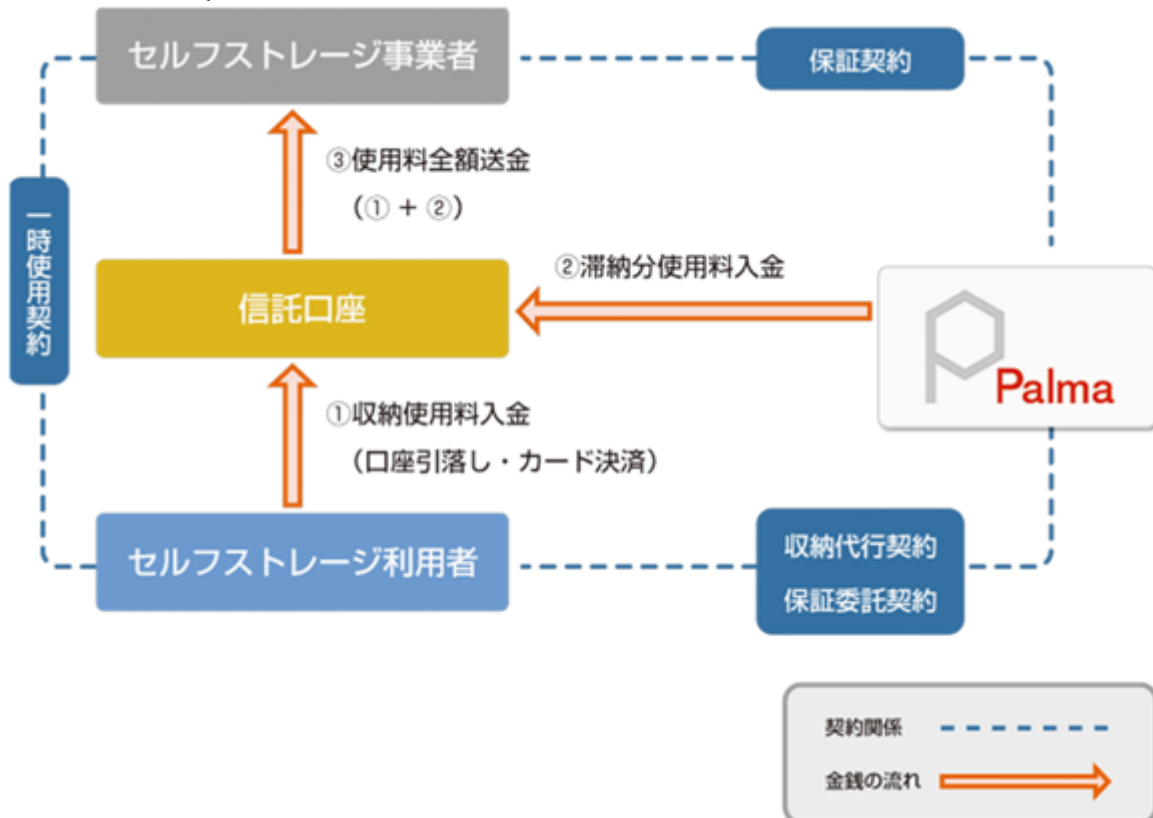 セルフストレージ事業者
保証契約
③使用料全額送金
(① + ②)
一時使用契約
②滞納分使用料入金
信託口座
Palma
①収納使用料入金
(口座引落し・カード決済)
セルフストレージ利用者
収納代行契約
保証委託契約
契約関係
金銭の流れ